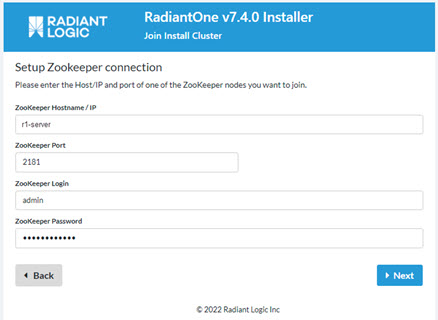 RADIANT
LOGIC
RadiantOne v7.4.0 Installer
Join Install Cluster
Setup Zookeeper connection
Please enter the Host/IP and port of one of the ZooKeeper nodes you want to join.
ZooKeeper Hostname / IP
r1-server
ZooKeeper Port
2181
ZooKeeper Login
admin
ZooKeeper Password
••••••••••••
Back
Next
© 2022 Radiant Logic Inc